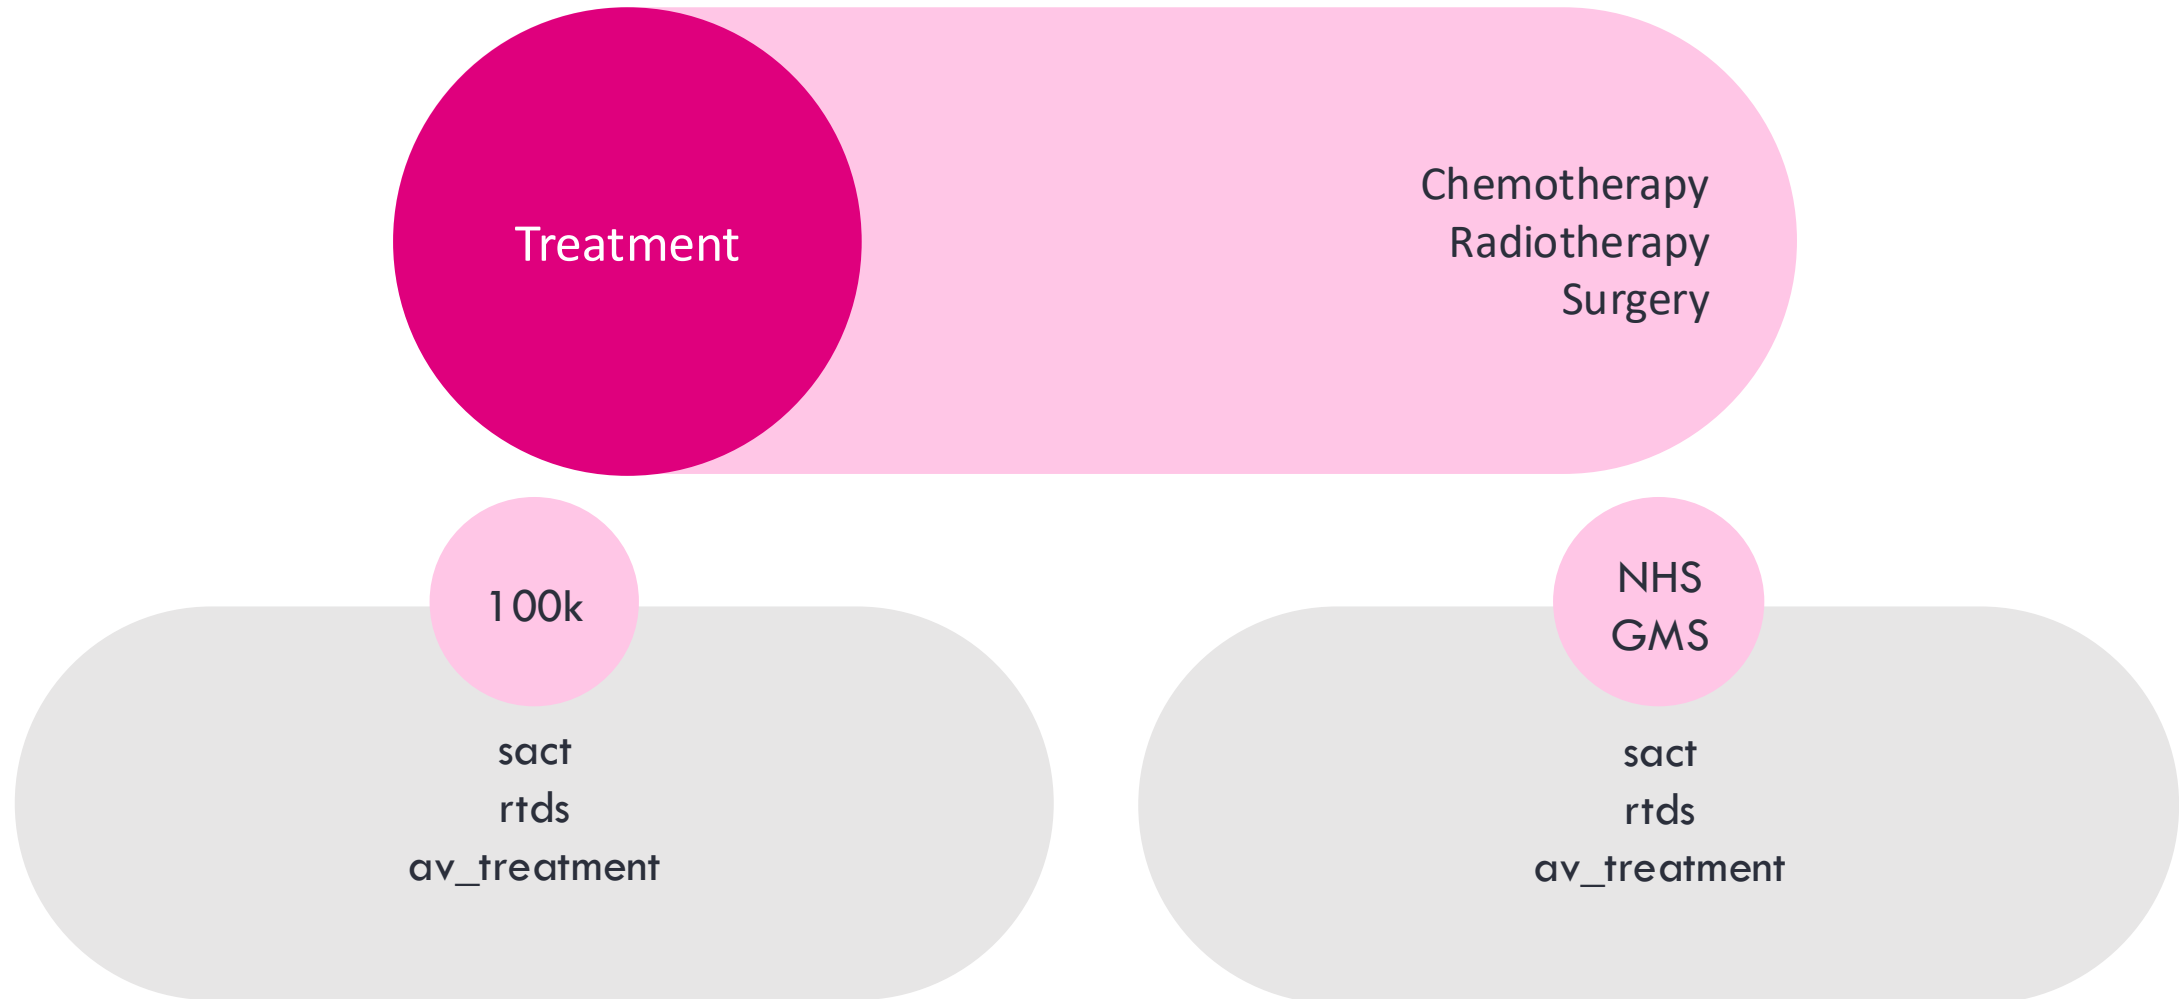 Treatment
Chemotherapy
Radiotherapy
Surgery
100k
sact
rtds
av_treatment
NHS
GMS
sact
rtds
av_treatment